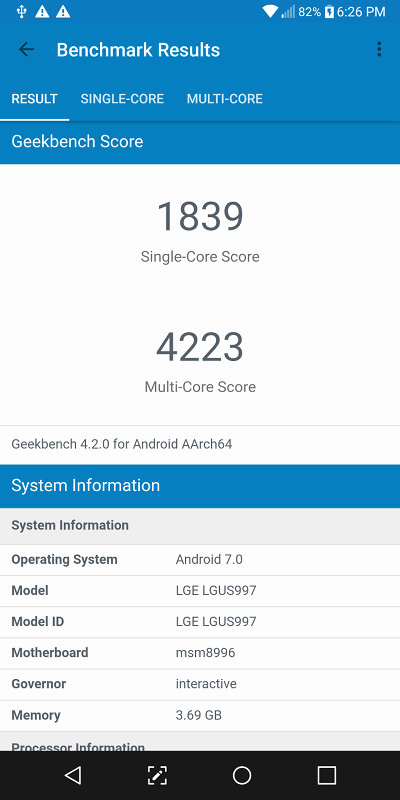 82% 6:26 PM
Benchmark Results
RESULT SINGLE-CORE MULTI-CORE
Geekbench Score
1839
Single-Core Score
4223
Multi-Core Score
Geekbench 4.2.0 for Android AArch64
System Information
System Information
Operating System Android 7.0
Model LGE LGUS997
Model ID LGE LGUS997
Motherboard msm8996
Governor interactive
Memory 3.69 GB
Processor Information